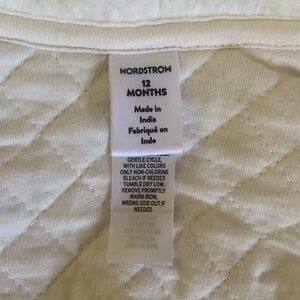 NORDSTROM
12
MONTHS
Made in
India
Fabriqué en
Inde
GENTLE CYCLE,
WITH LIKE COLORS
ONLY NON-CHLORINE
BLEACH IF NEEDED
TUMBLE DRY LOW,
REMOVE PROMPTLY
WARM IRON,
WRONG SIDE OUT IF
NEEDED